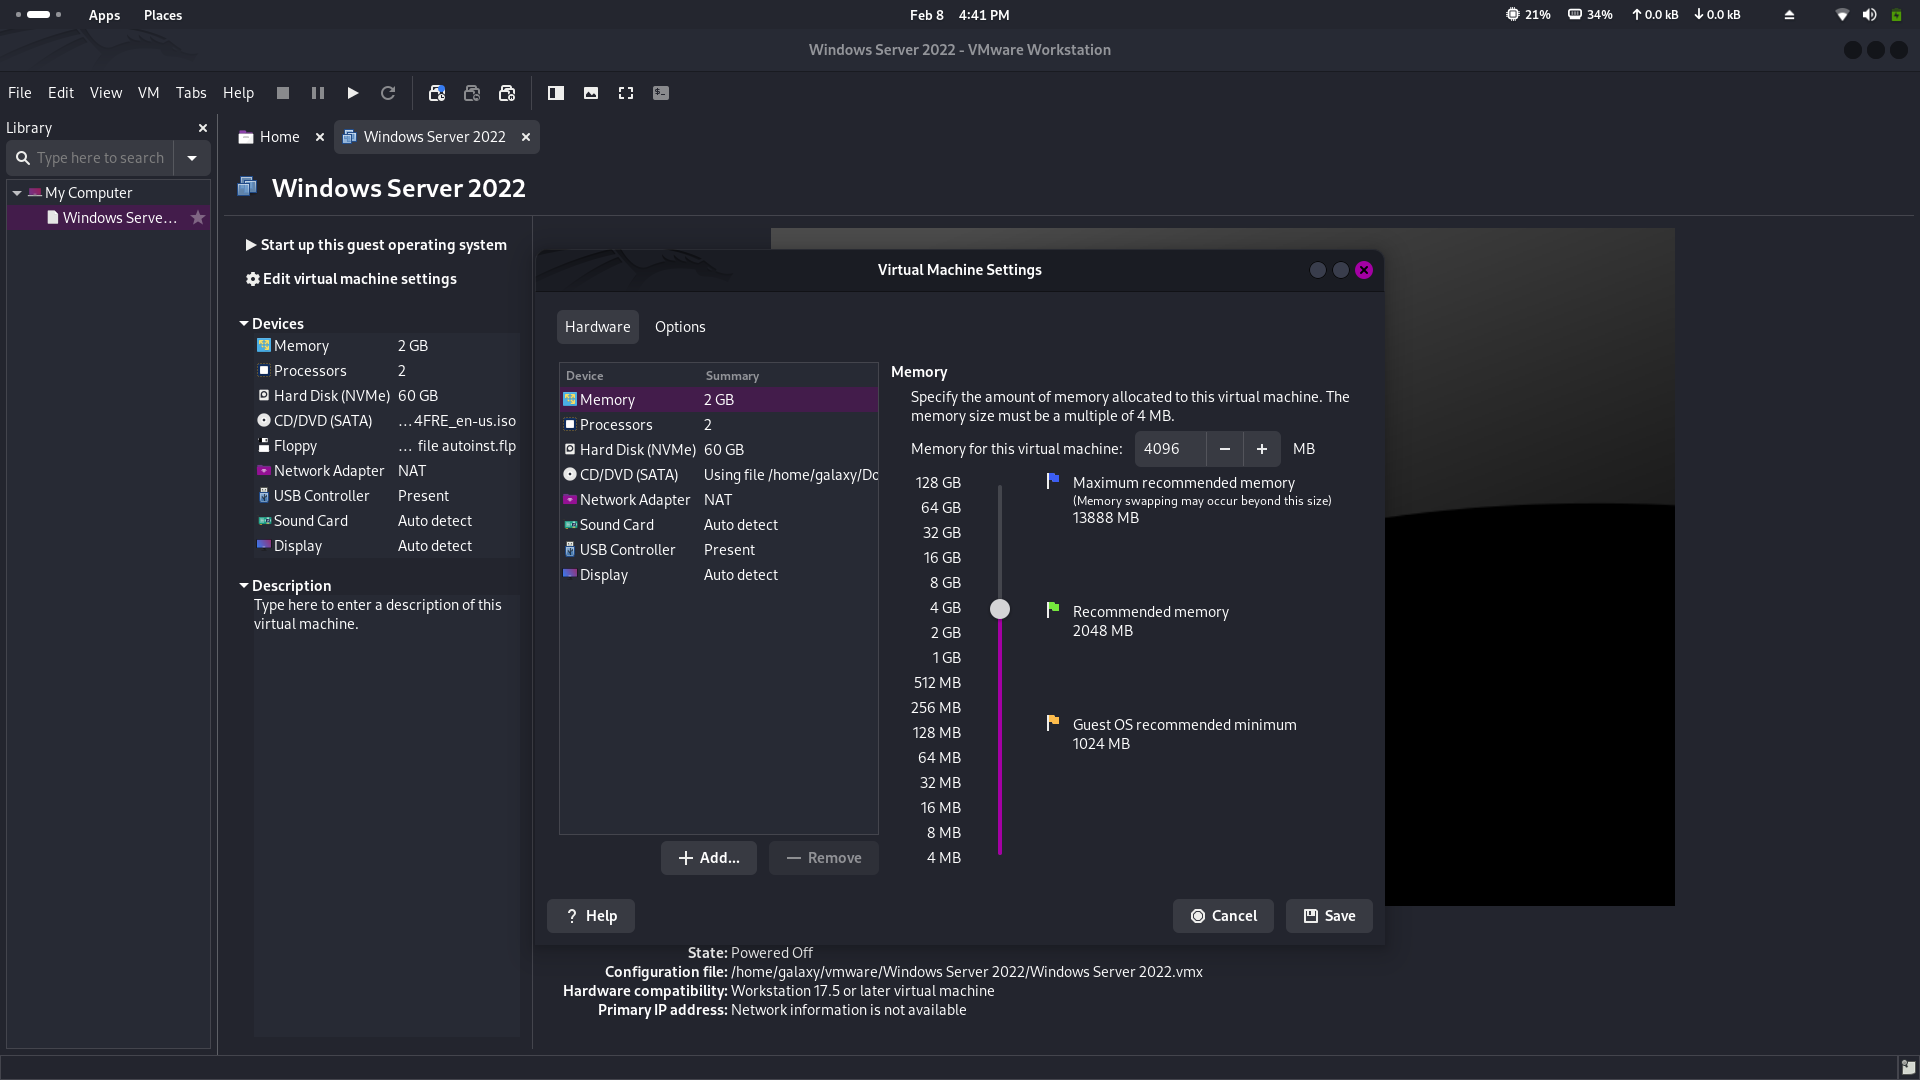 Apps Places Feb 8 4:41 PM 21% 34% 0.0 kB 0.0 kB
Windows Server 2022 - VMware Workstation
File Edit View VM Tabs Help
Library
Home Windows Server 2022
Type here to search
My Computer
Windows Serve...
Windows Server 2022
Start up this guest operating system
Edit virtual machine settings
Devices
Memory 2 GB
Processors 2
Hard Disk (NVMe) 60 GB
CD/DVD (SATA) ...4FRE_en-us.iso
Floppy ... file autoinst.flp
Network Adapter NAT
USB Controller Present
Sound Card Auto detect
Display Auto detect
Description
Type here to enter a description of this
virtual machine.
Virtual Machine Settings
Hardware Options
Device Summary
Memory 2 GB
Processors 2
Hard Disk (NVMe) 60 GB
CD/DVD (SATA) Using file /home/galaxy/Do
Network Adapter NAT
Sound Card Auto detect
USB Controller Present
Display Auto detect
Add... Remove
Memory
Specify the amount of memory allocated to this virtual machine. The
memory size must be a multiple of 4 MB.
Memory for this virtual machine: 4096 − + MB
128 GB
64 GB
32 GB
16 GB
8 GB
4 GB
2 GB
1 GB
512 MB
256 MB
128 MB
64 MB
32 MB
16 MB
8 MB
4 MB
Maximum recommended memory
(Memory swapping may occur beyond this size)
13888 MB
Recommended memory
2048 MB
Guest OS recommended minimum
1024 MB
? Help Cancel Save
State: Powered Off
Configuration file: /home/galaxy/vmware/Windows Server 2022/Windows Server 2022.vmx
Hardware compatibility: Workstation 17.5 or later virtual machine
Primary IP address: Network information is not available